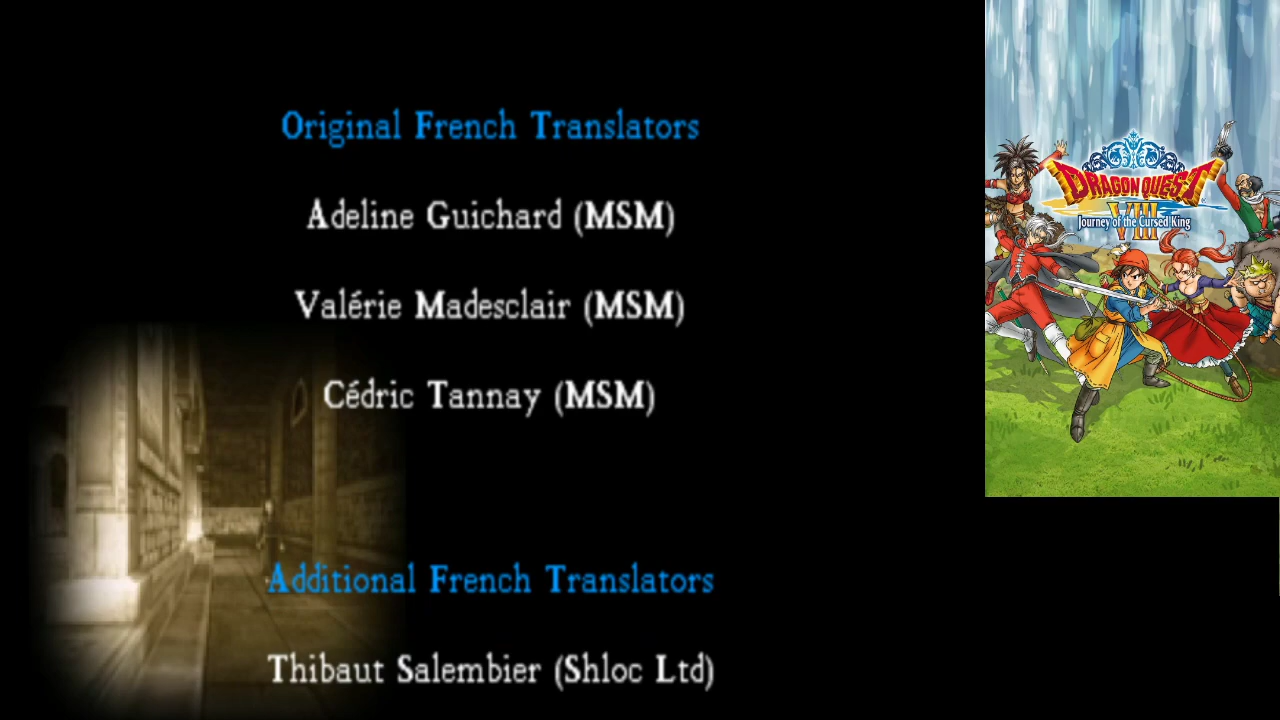 Original French Translators
Adeline Guichard (MSM)
Valérie Madesclair (MSM)
Cédric Tannay (MSM)
Additional French Translators
Thibaut Salembier (Shloc Ltd)
DRAGON QUEST
VIII
Journey of the Cursed King